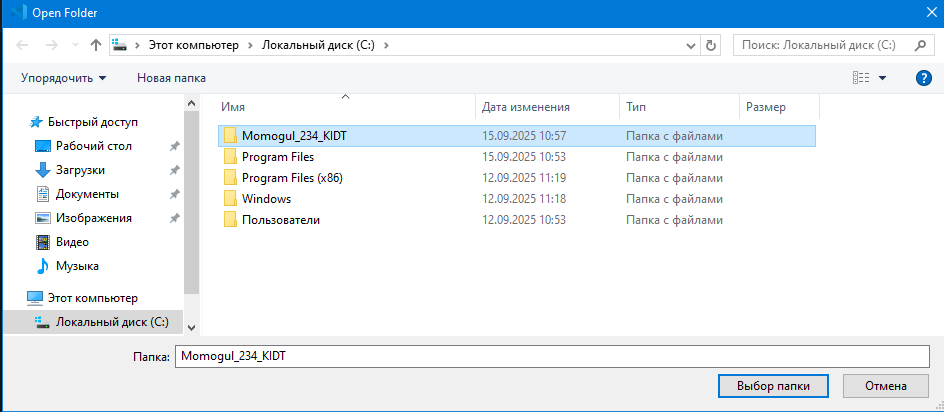 Open Folder
Этот компьютер Локальный диск (C:)
Поиск: Локальный диск (C:)
Упорядочить Новая папка
Имя Дата изменения Тип Размер
Быстрый доступ
Рабочий стол
Загрузки
Документы
Изображения
Видео
Музыка
Этот компьютер
Локальный диск (C:)
Momogul_234_KIDT 15.09.2025 10:57 Папка с файлами
Program Files 15.09.2025 10:53 Папка с файлами
Program Files (x86) 12.09.2025 11:19 Папка с файлами
Windows 12.09.2025 11:18 Папка с файлами
Пользователи 12.09.2025 10:53 Папка с файлами
Папка: Momogul_234_KIDT
Выбор папки Отмена